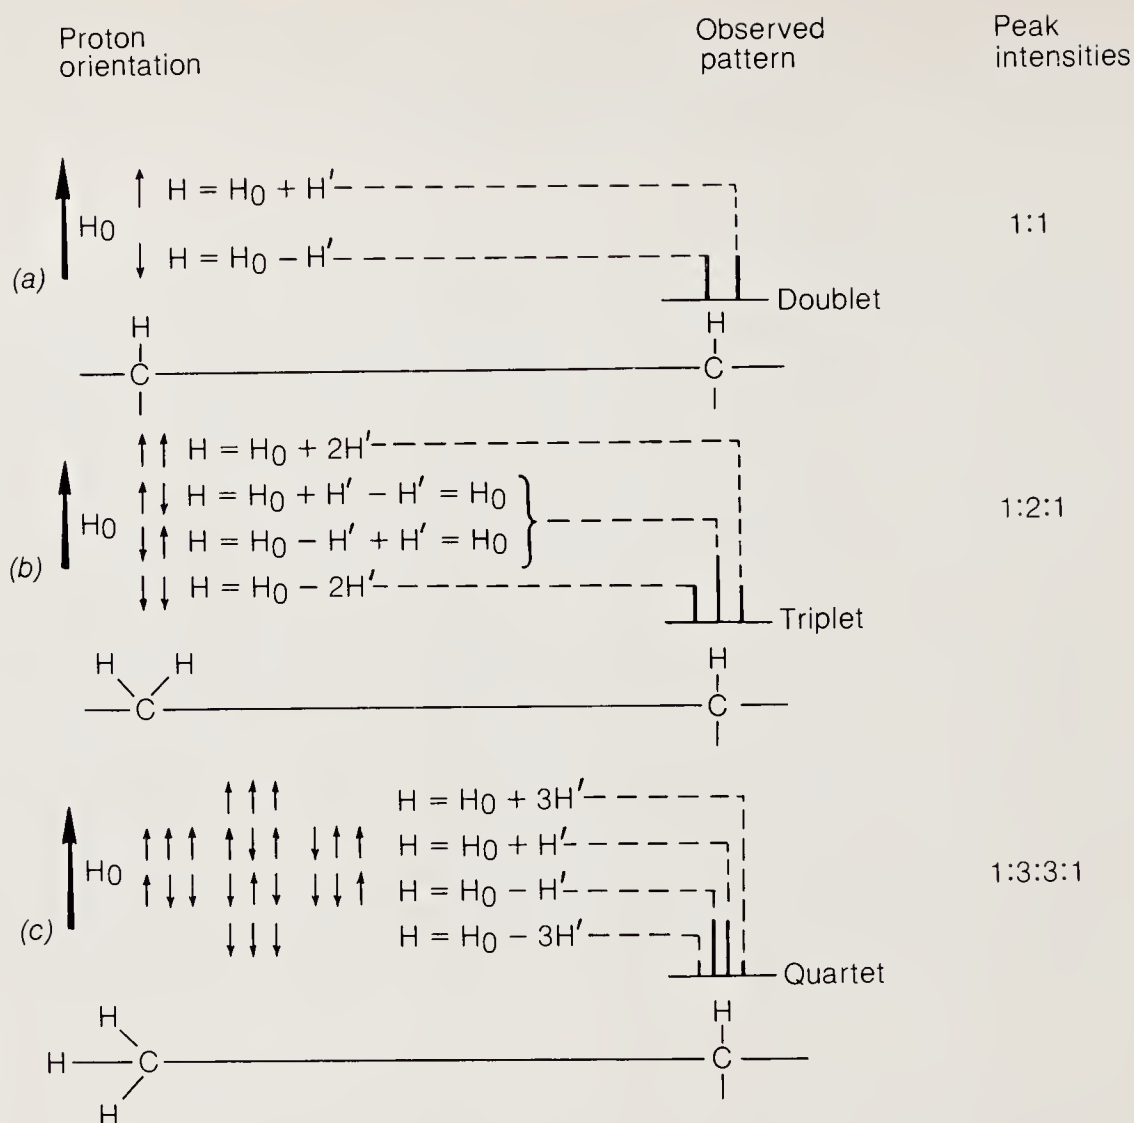 Proton
orientation
Observed
pattern
Peak
intensities
(a)
H0
↑ H = H0 + H′
↓ H = H0 − H′
1:1
Doublet
H
C
H
C
(b)
H0
↑↑ H = H0 + 2H′
↑↓ H = H0 + H′ − H′ = H0
↓↑ H = H0 − H′ + H′ = H0
↓↓ H = H0 − 2H′
1:2:1
Triplet
H H
C
H
C
(c)
H0
↑↑↑ H = H0 + 3H′
↑↑↑ ↑↓↑ ↓↑↑ H = H0 + H′
↑↓↓ ↓↑↓ ↓↓↑ H = H0 − H′
↓↓↓ H = H0 − 3H′
1:3:3:1
Quartet
H
H C
H
H
C